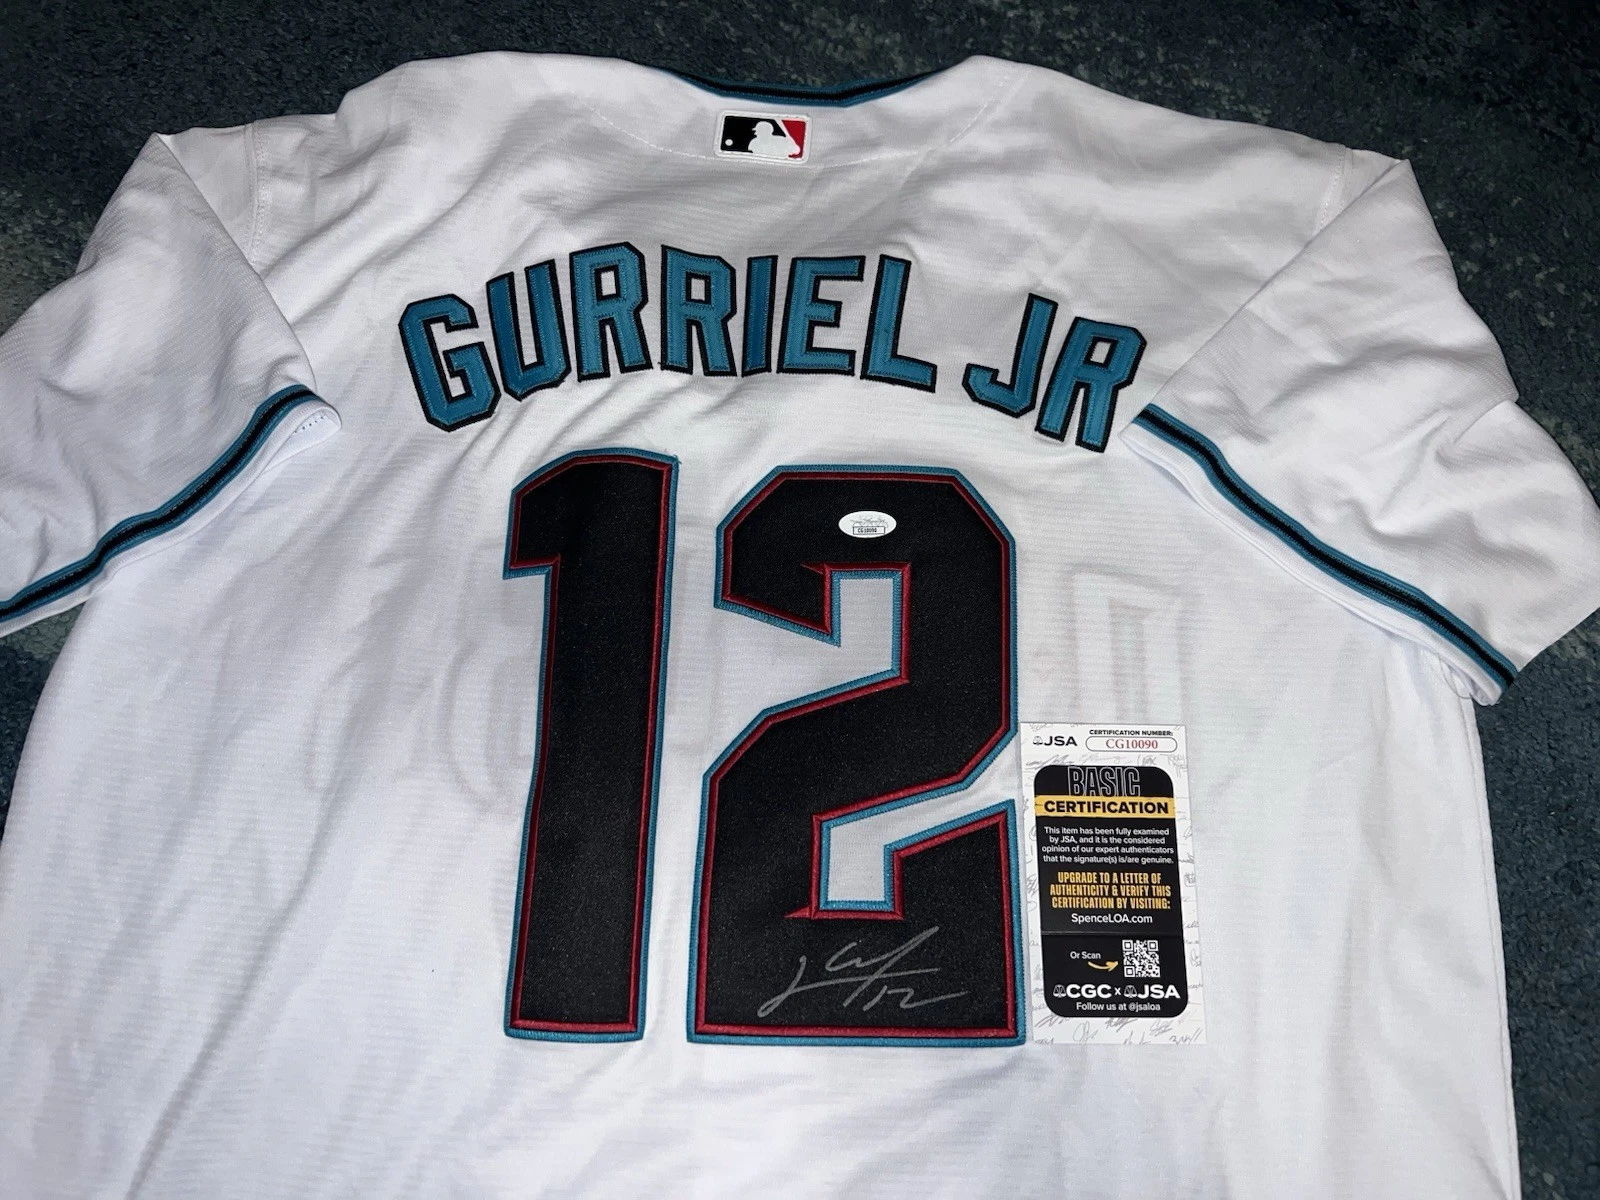 GURRIEL JR
12
CG10090
JSA
CERTIFICATION NUMBER:
CG10090
BASIC
CERTIFICATION
This item has been fully examined
by JSA, and it is the considered
opinion of our expert authenticators
that the signature(s) is/are genuine.
UPGRADE TO A LETTER OF
AUTHENTICITY & VERIFY THIS
CERTIFICATION BY VISITING:
SpenceLOA.com
Or Scan
CGC x JSA
Follow us at @jsaloa
12